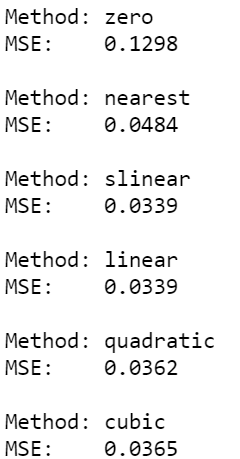 Method: zero
MSE:    0.1298
Method: nearest
MSE:    0.0484
Method: slinear
MSE:    0.0339
Method: linear
MSE:    0.0339
Method: quadratic
MSE:    0.0362
Method: cubic
MSE:    0.0365